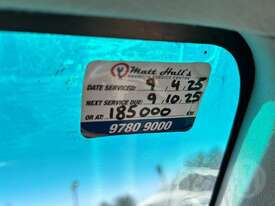 Matt Hull's
DATE SERVICED: 9 / 4 / 25
NEXT SERVICE DUE: 9 / 10 / 25
OR AT: 185000 KM
9780 9000